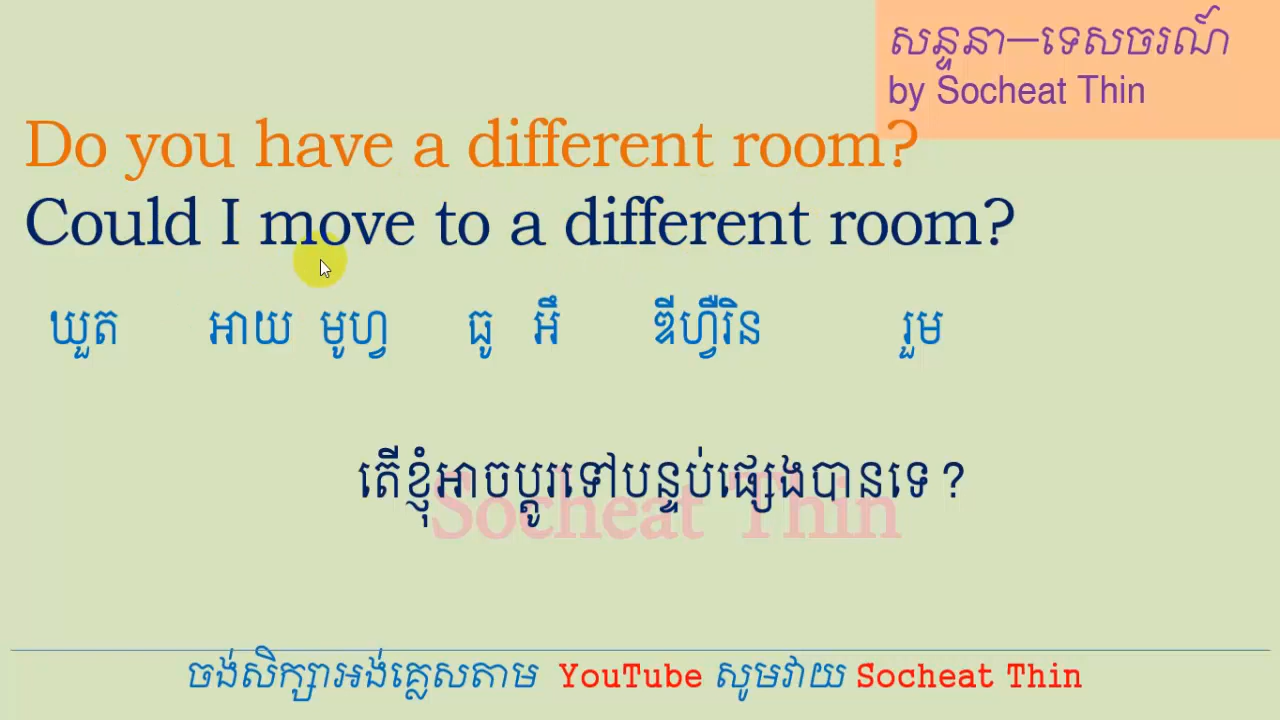 សន្ទនា–ទេសចរណ៍
by Socheat Thin
Do you have a different room?
Could I move to a different room?
ឃួត អាយ មូហ្វ ធូ អឹ ឌីហ្វឺរិន រួម
តើខ្ញុំអាចប្ដូរទៅបន្ទប់ផ្សេងបានទេ ?
Socheat Thin
ចង់សិក្សាអង់គ្លេសតាម YouTube សូមវាយ Socheat Thin